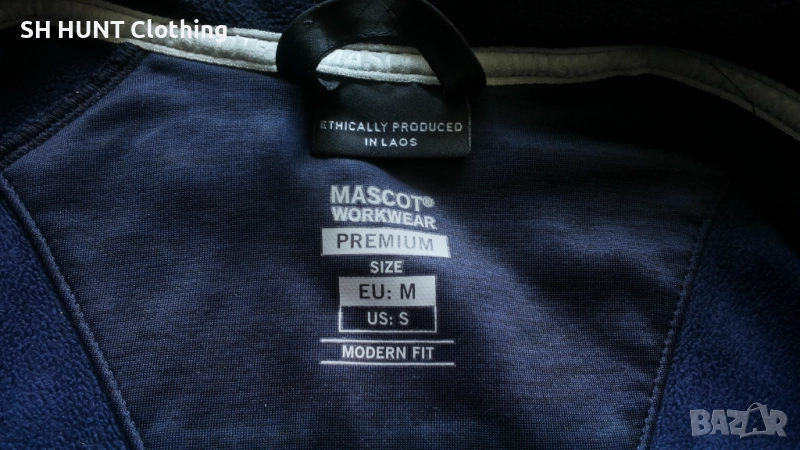 SH HUNT Clothing
ETHICALLY PRODUCED
IN LAOS
MASCOT®
WORKWEAR
PREMIUM
SIZE
EU: M
US: S
MODERN FIT
BAZAR